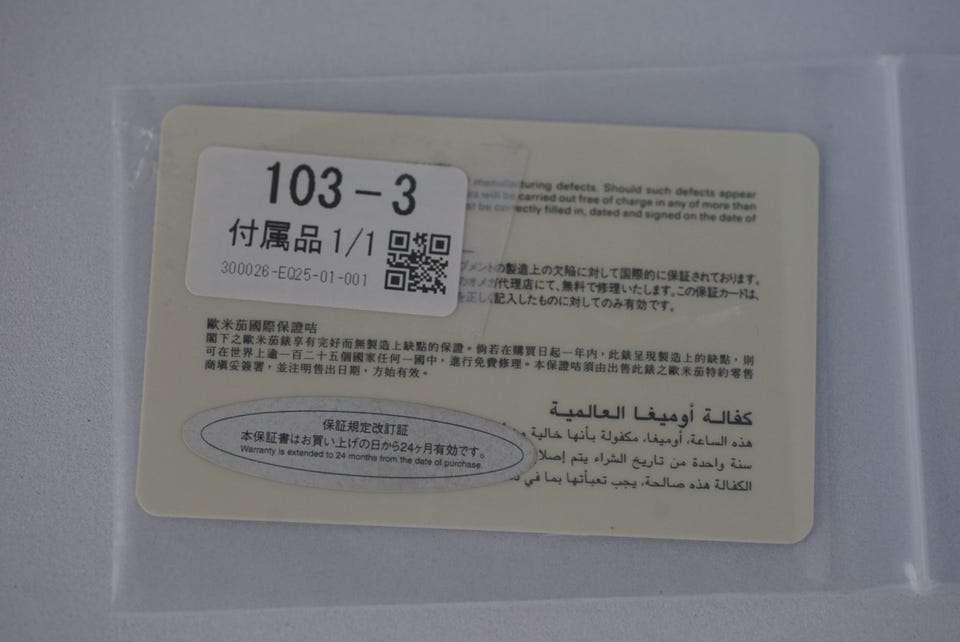 103-3
付属品 1/1
300026-EQ25-01-001
manufacturing defects. Should such defects appear
will be carried out free of charge in any of more than
be correctly filled in, dated and signed on the date of
の製造上の欠陥に対して国際的に保証されております。
のオメガ代理店にて、無料で修理いたします。この保証カードは、
を正しく記入したものに対してのみ有効です。
歐米茄國際保證咭
閣下之歐米茄錶享有完好而無製造上缺點的保證。倘若在購買日起一年内，此錶呈現製造上的缺點，則
可在世界上逾一百二十五個國家任何一國中，進行免費修理。本保證咭須由出售此錶之歐米茄特約零售
商填妥簽署，並注明售出日期，方始有效。
كفالة أوميغا العالمية
هذه الساعة، أوميغا، مكفولة بأنها خالية
سنة واحدة من تاريخ الشراء يتم إصلا
الكفالة هذه صالحة، يجب تعبأتها بما في
保証規定改訂証
本保証書はお買い上げの日から24ヶ月有効です。
Warranty is extended to 24 months from the date of purchase.